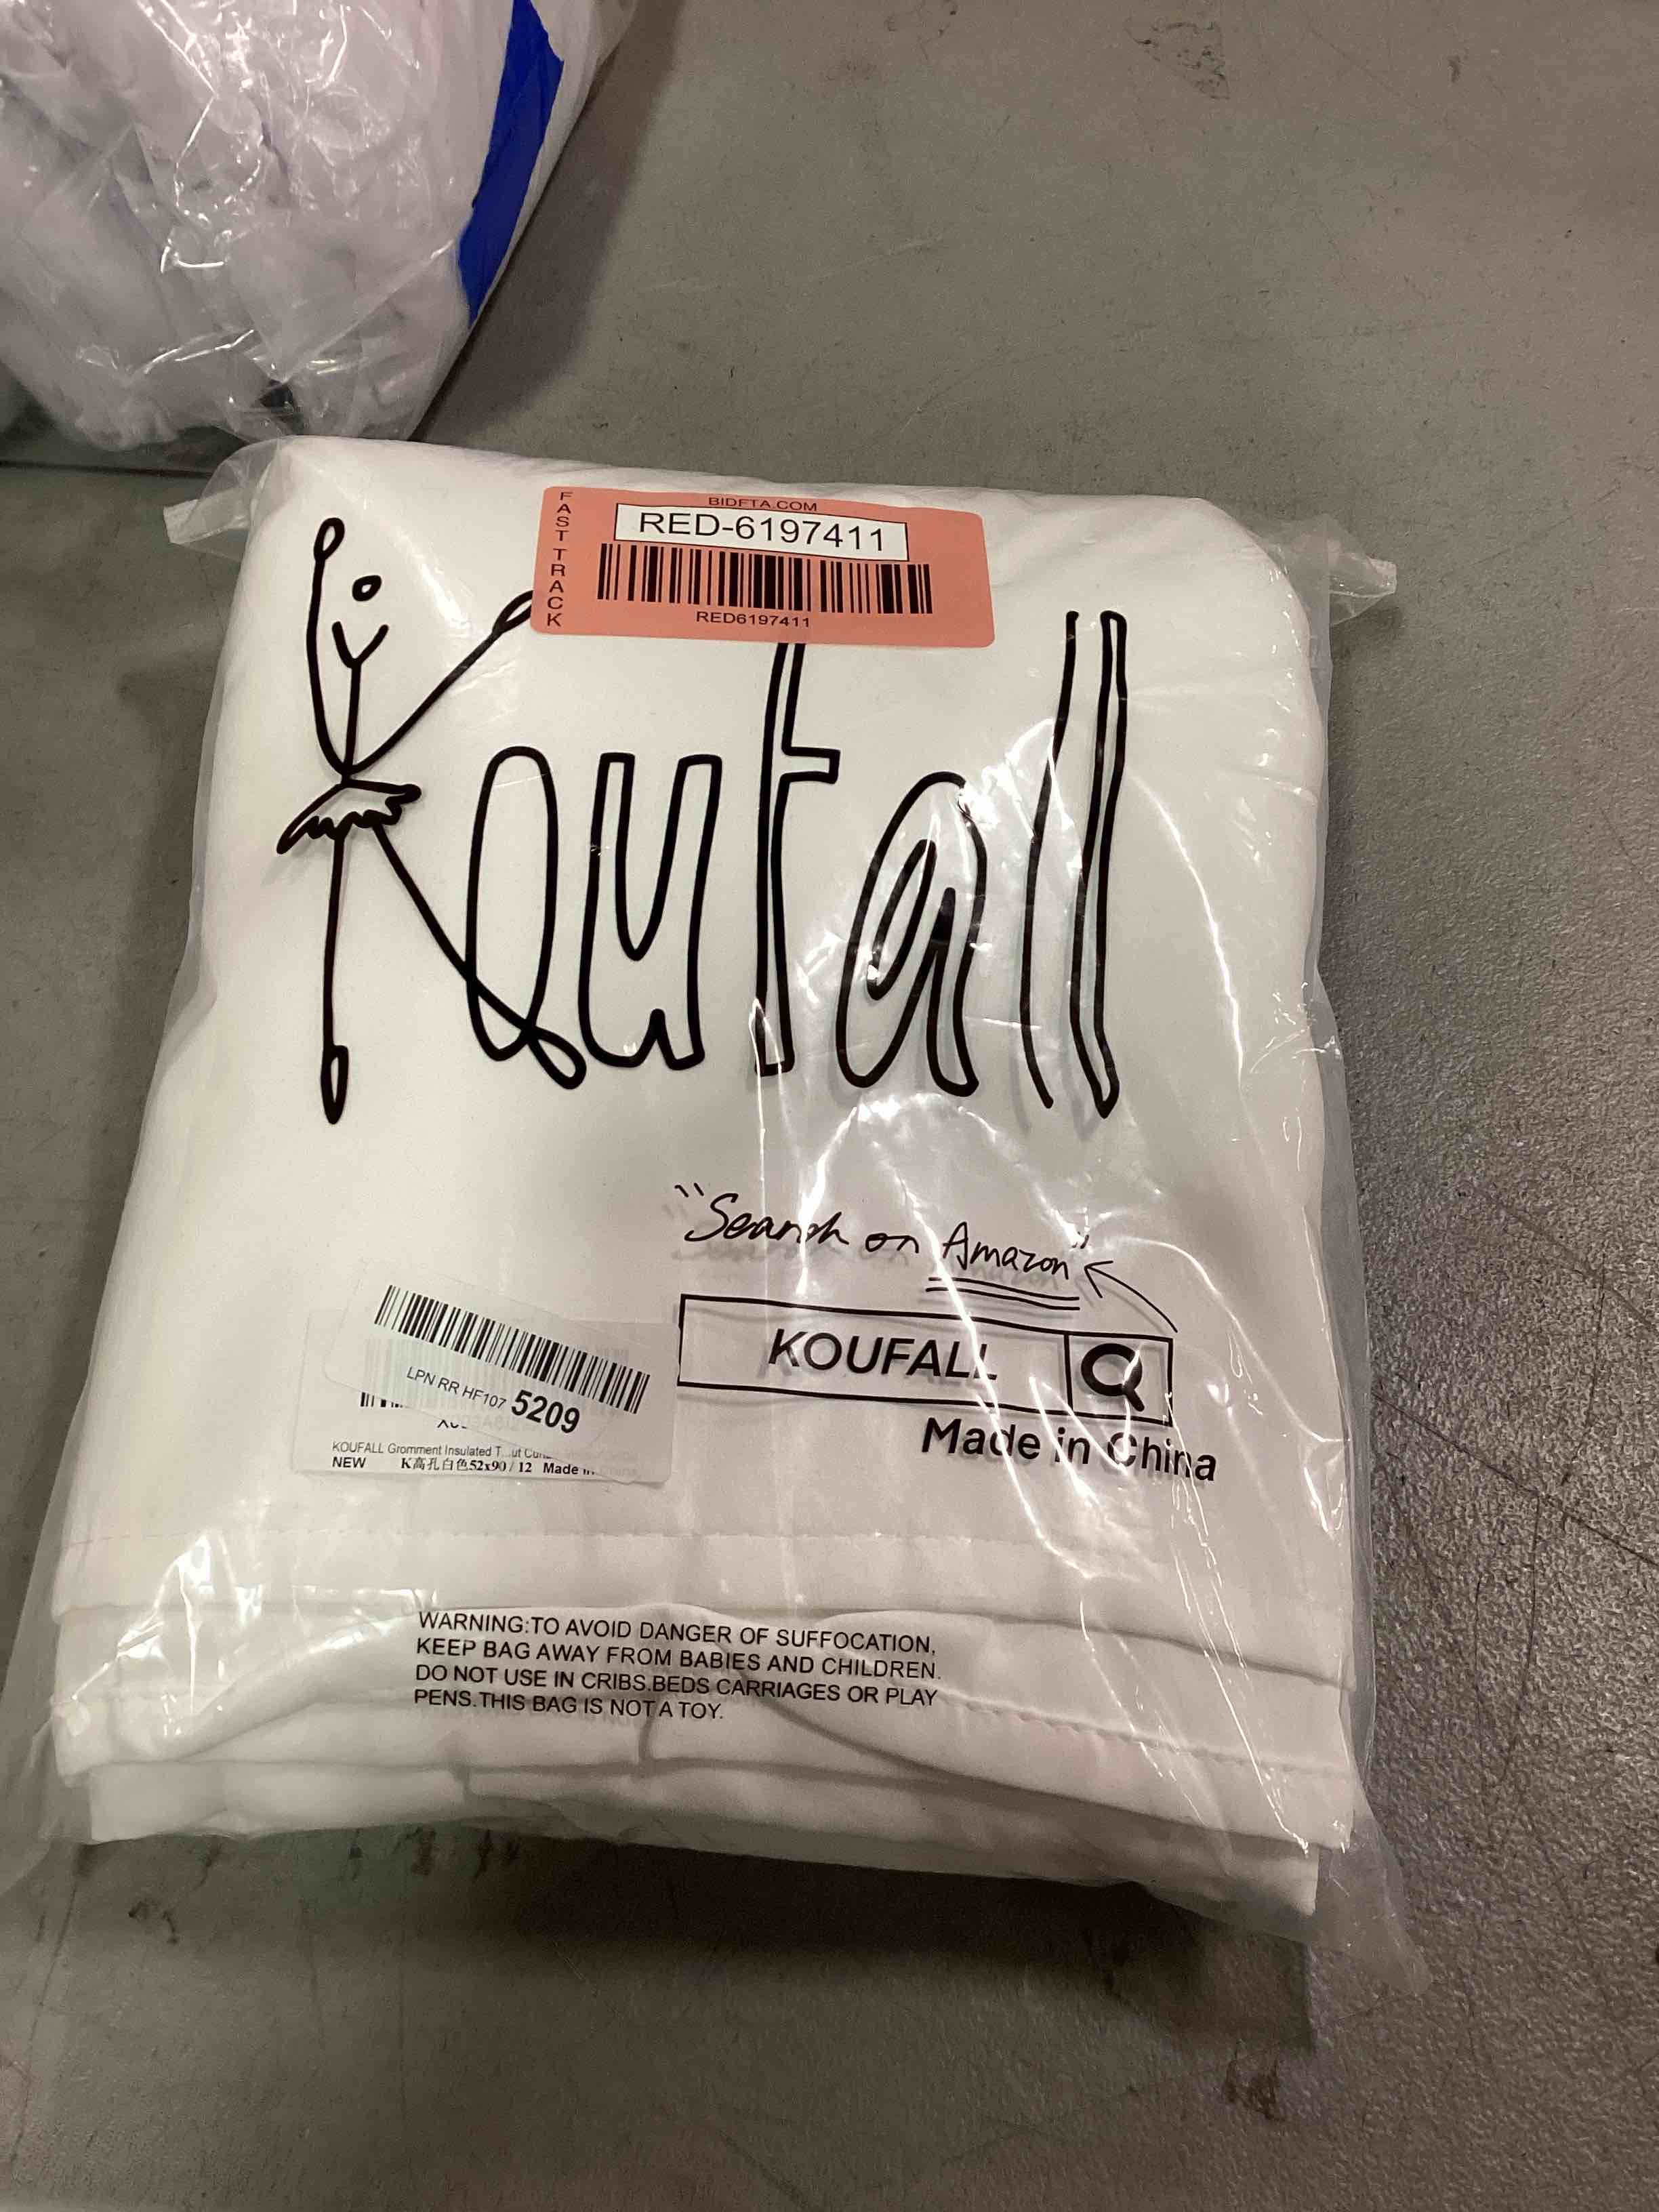 BIDFTA.COM
FAST TRACK
RED-6197411
RED6197411
Koufall
"Search on Amazon"
KOUFALL
Made in China
LPN RR HF107 5209
KOUFALL Gromment Insulated T...ut
NEW K高孔白色52x90 / 12 Made
WARNING:TO AVOID DANGER OF SUFFOCATION,
KEEP BAG AWAY FROM BABIES AND CHILDREN.
DO NOT USE IN CRIBS.BEDS CARRIAGES OR PLAY
PENS.THIS BAG IS NOT A TOY.